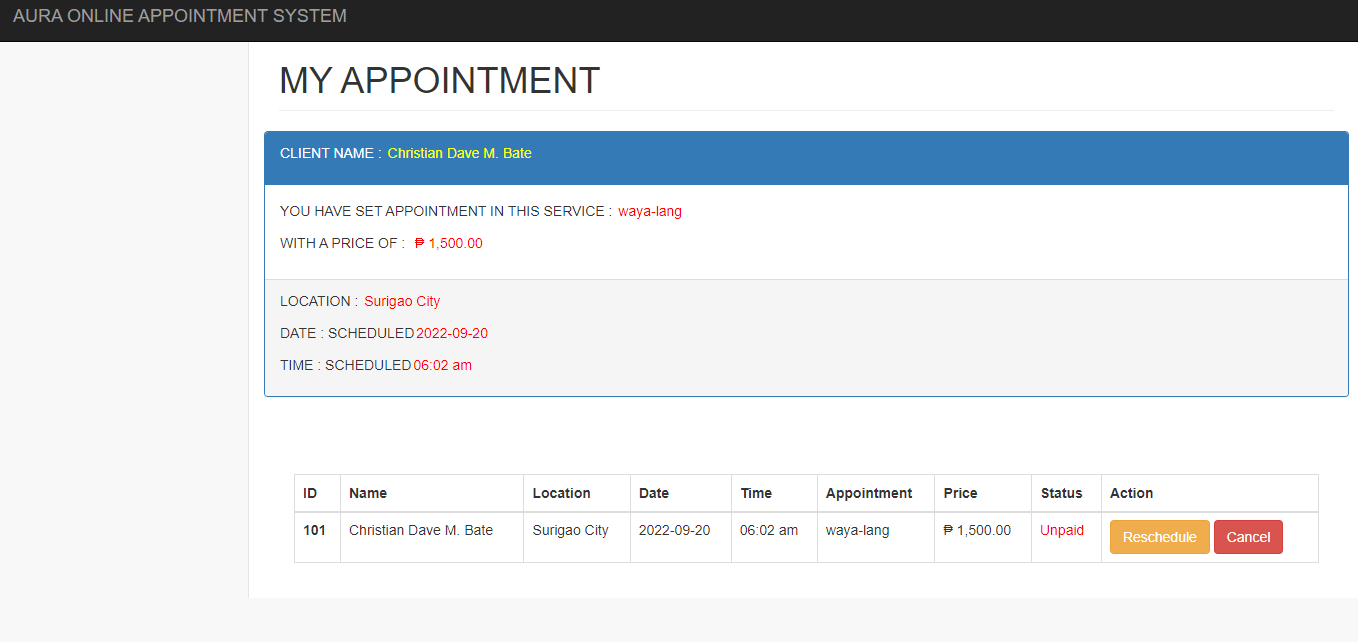 AURA ONLINE APPOINTMENT SYSTEM
MY APPOINTMENT
CLIENT NAME : Christian Dave M. Bate
YOU HAVE SET APPOINTMENT IN THIS SERVICE : waya-lang
WITH A PRICE OF : ₱ 1,500.00
LOCATION : Surigao City
DATE : SCHEDULED 2022-09-20
TIME : SCHEDULED 06:02 am
ID Name Location Date Time Appointment Price Status Action
101 Christian Dave M. Bate Surigao City 2022-09-20 06:02 am waya-lang ₱ 1,500.00 Unpaid Reschedule Cancel